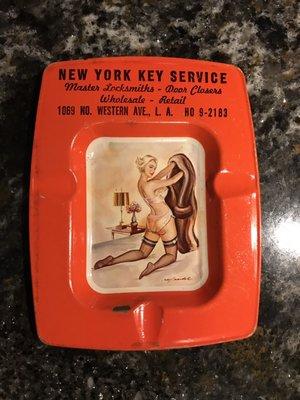 NEW YORK KEY SERVICE
Master Locksmiths - Door Closers
Wholesale - Retail
1069 NO. WESTERN AVE., L. A. HO 9-2183